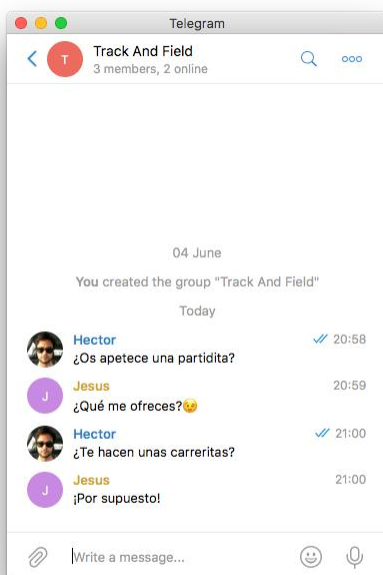 Telegram
T
Track And Field
3 members, 2 online
04 June
You created the group "Track And Field"
Today
Hector 20:58
¿Os apetece una partidita?
J
Jesus 20:59
¿Qué me ofreces?😉
Hector 21:00
¿Te hacen unas carreritas?
J
Jesus 21:00
¡Por supuesto!
Write a message...